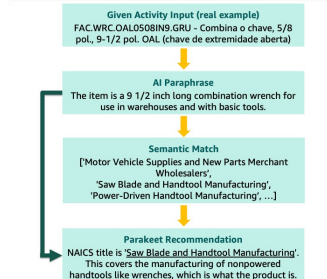 Given Activity Input (real example)
FAC.WRC.OAL0508IN9.GRU - Combina o chave, 5/8
pol., 9-1/2 pol. OAL (chave de extremidade aberta)
AI Paraphrase
The item is a 9 1/2 inch long combination wrench for
use in warehouses and with basic tools.
Semantic Match
['Motor Vehicle Supplies and New Parts Merchant
Wholesalers',
'Saw Blade and Handtool Manufacturing',
'Power-Driven Handtool Manufacturing', ...]
Parakeet Recommendation
NAICS title is 'Saw Blade and Handtool Manufacturing'.
This covers the manufacturing of nonpowered
handtools like wrenches, which is what the product is.